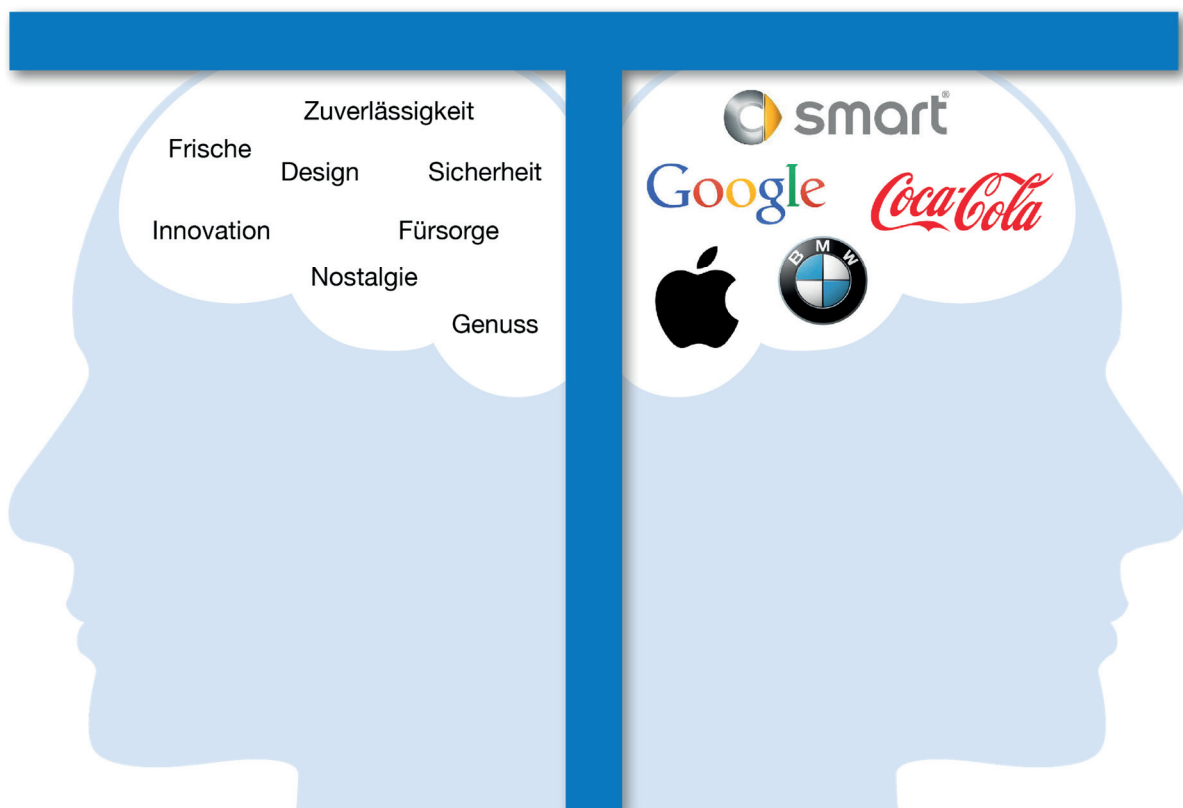 Zuverlässigkeit
Frische
Design
Sicherheit
Innovation
Fürsorge
Nostalgie
Genuss
smart®
Google
Coca-Cola
BMW